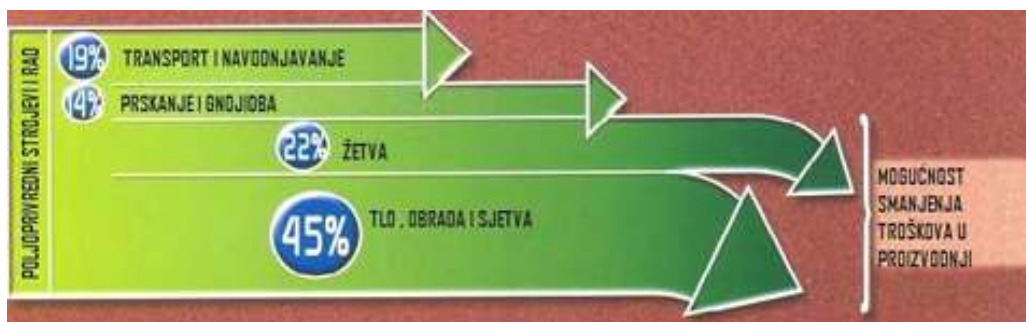 POLJOPRIVREDNI STROJEVI I RAD
19% TRANSPORT I NAVODNJAVANJE
14% PRSKANJE I GNOJIDBA
22% ŽETVA
45% TLO , OBRADA I SJETVA
MOGUĆNOST
SMANJENJA
TROŠKOVA U
PROIZVODNJI